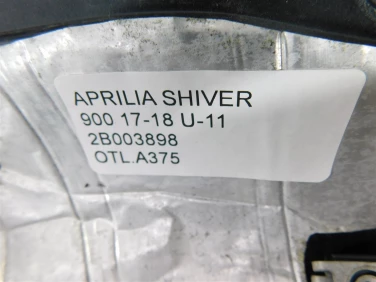 APRILIA SHIVER
900 17-18 U-11
2B003898
OTL.A375